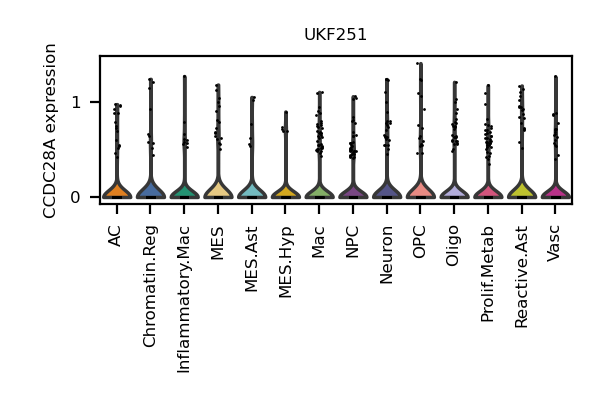 UKF251
CCDC28A expression
1
0
AC
Chromatin.Reg
Inflammatory.Mac
MES
MES.Ast
MES.Hyp
Mac
NPC
Neuron
OPC
Oligo
Prolif.Metab
Reactive.Ast
Vasc